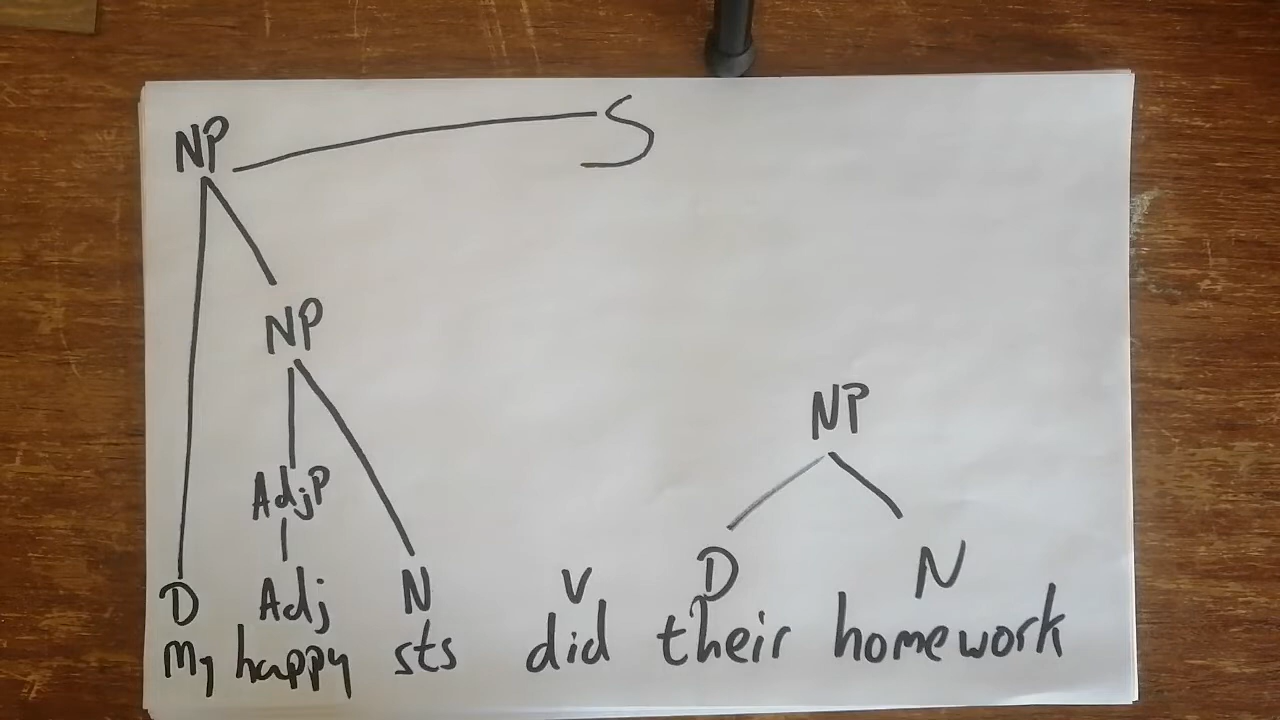 NP S
NP
NP
AdjP
D Adj N V D N
My happy sts did their homework